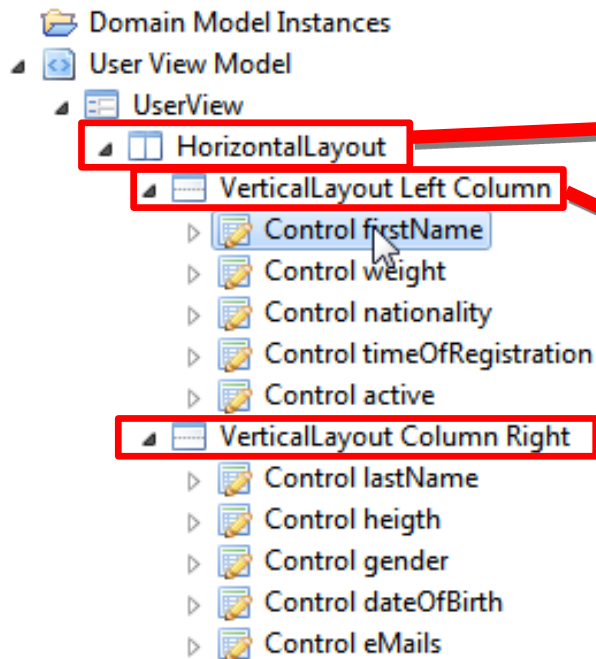 Domain Model Instances
User View Model
UserView
HorizontalLayout
VerticalLayout Left Column
Control firstName
Control weight
Control nationality
Control timeOfRegistration
Control active
VerticalLayout Column Right
Control lastName
Control heigth
Control gender
Control dateOfBirth
Control eMails